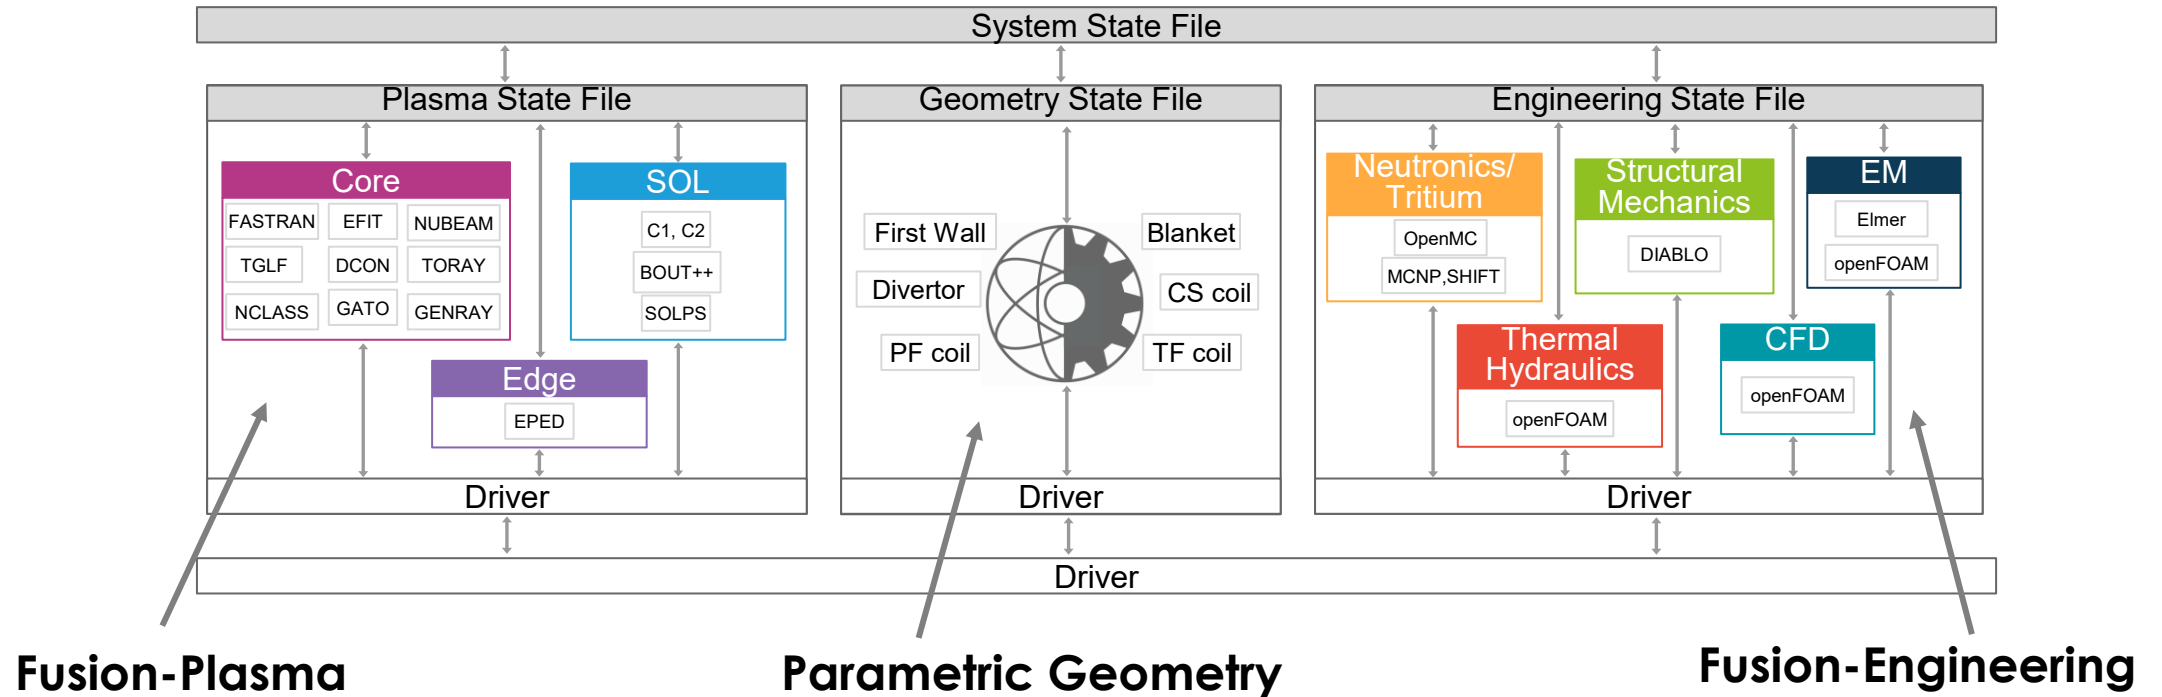 System State File
Plasma State File
Core
FASTRAN
EFIT
NUBEAM
TGLF
DCON
TORAY
NCLASS
GATO
GENRAY
SOL
C1, C2
BOUT++
SOLPS
Edge
EPED
Driver
Geometry State File
First Wall
Blanket
Divertor
CS coil
PF coil
TF coil
Driver
Engineering State File
Neutronics/
Tritium
OpenMC
MCNP,SHIFT
Structural
Mechanics
DIABLO
EM
Elmer
openFOAM
Thermal
Hydraulics
openFOAM
CFD
openFOAM
Driver
Driver
Fusion-Plasma
Parametric Geometry
Fusion-Engineering